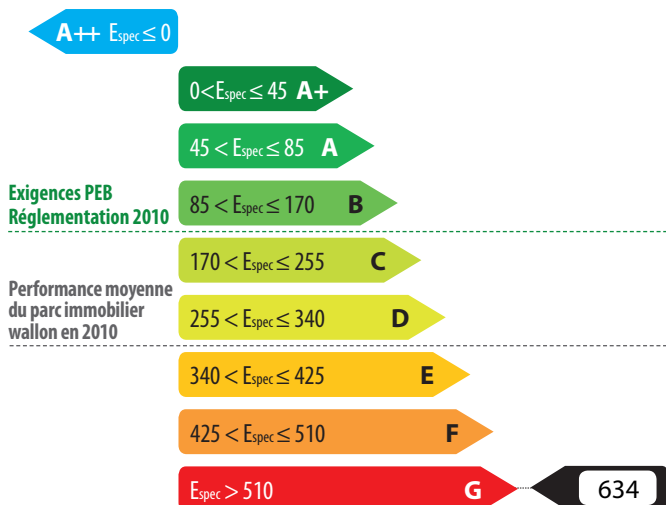 A++ Espec ≤ 0
0<Espec ≤ 45 A+
45 < Espec ≤ 85 A
Exigences PEB
Réglementation 2010
85 < Espec ≤ 170 B
170 < Espec ≤ 255 C
Performance moyenne
du parc immobilier
wallon en 2010
255 < Espec ≤ 340 D
340 < Espec ≤ 425 E
425 < Espec ≤ 510 F
Espec > 510 G
634